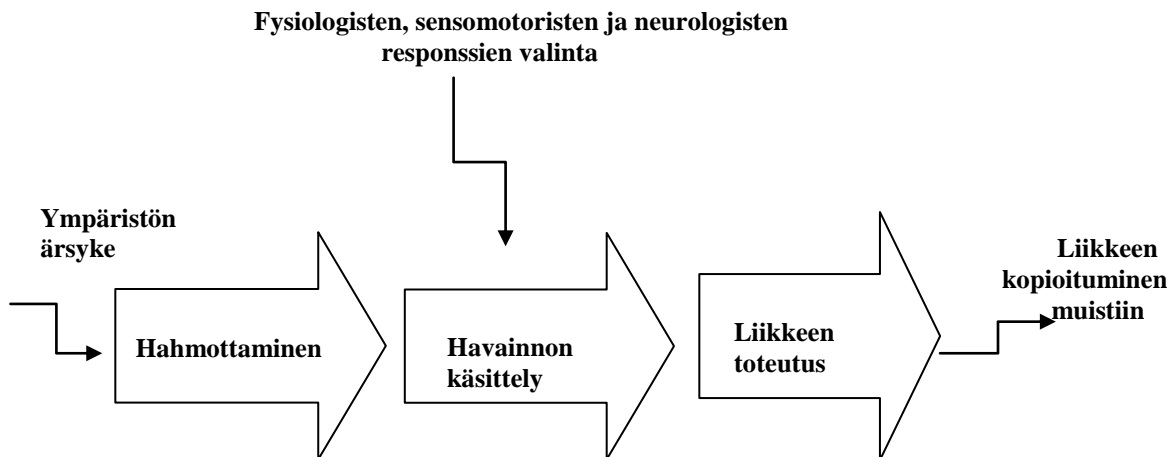 Fysiologisten, sensomotoristen ja neurologisten
responssien valinta
Ympäristön
ärsyke
Hahmottaminen
Havainnon
käsittely
Liikkeen
toteutus
Liikkeen
kopioituminen
muistiin